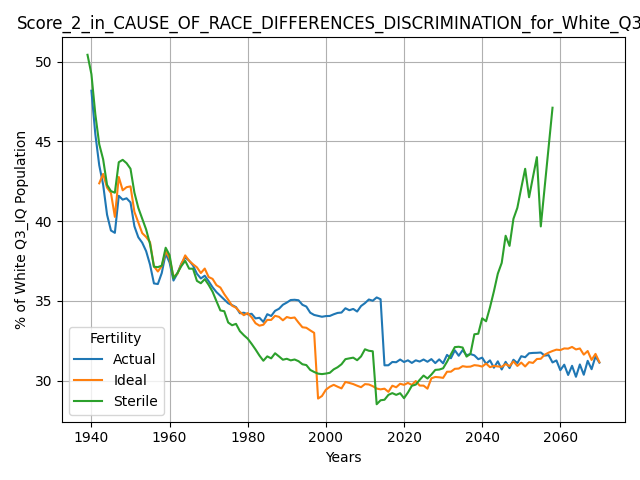 Score_2_in_CAUSE_OF_RACE_DIFFERENCES_DISCRIMINATION_for_White_Q3
% of White Q3_IQ Population
50
45
40
35
30
Fertility
Actual
Ideal
Sterile
1940
1960
1980
2000
2020
2040
2060
Years